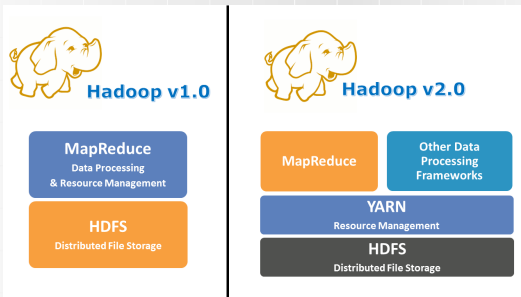 Hadoop v1.0
MapReduce
Data Processing
& Resource Management
HDFS
Distributed File Storage
Hadoop v2.0
MapReduce
Other Data
Processing
Frameworks
YARN
Resource Management
HDFS
Distributed File Storage